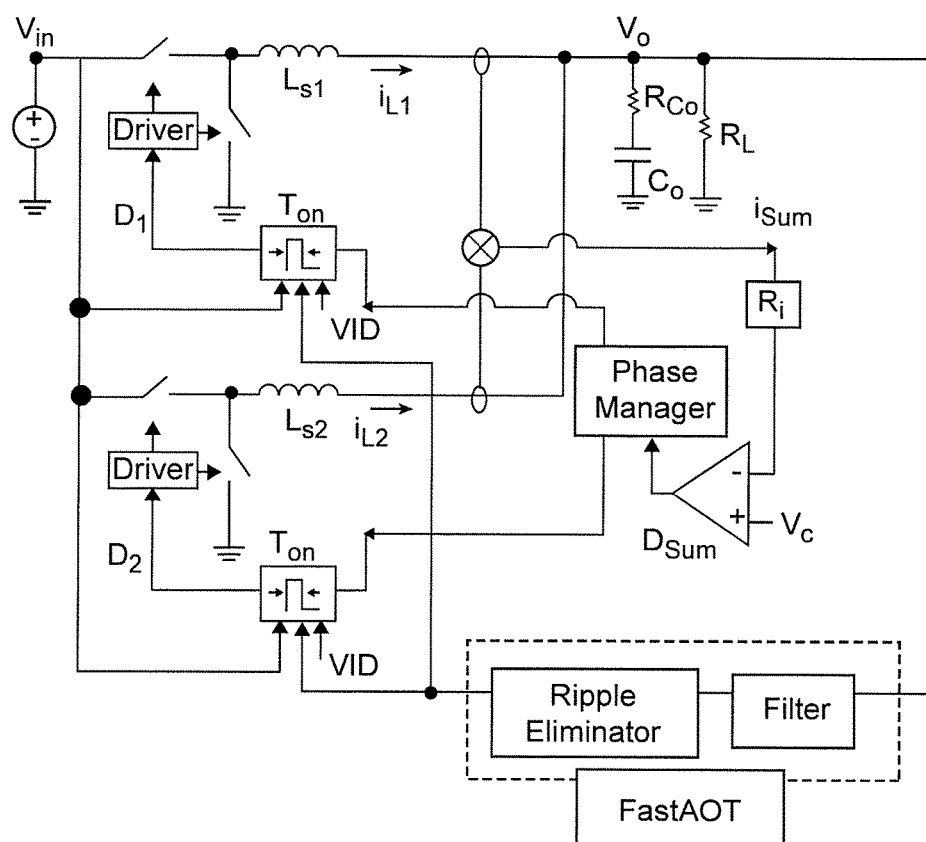 V_in
V_o
+
-
L_s1
i_L1
R_Co
R_L
C_o
Driver
D_1
T_on
i_Sum
VID
R_i
Phase
Manager
L_s2
i_L2
Driver
-
+
V_c
D_Sum
D_2
T_on
VID
Ripple
Eliminator
Filter
FastAOT